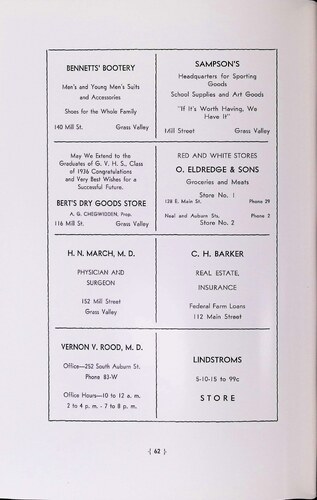 BENNETTS' BOOTERY
Men's and Young Men's Suits
and Accessories
Shoes for the Whole Family
140 Mill St. Grass Valley
SAMPSON'S
Headquarters for Sporting
Goods
School Supplies and Art Goods
"If It's Worth Having, We
Have It"
Mill Street Grass Valley
May We Extend to the
Graduates of G. V. H. S., Class
of 1936 Congratulations
and Very Best Wishes for a
Successful Future.
BERT'S DRY GOODS STORE
A. G. CHEGWIDDEN, Prop.
116 Mill St. Grass Valley
RED AND WHITE STORES
O. ELDREDGE & SONS
Groceries and Meats
Store No. 1
128 E. Main St. Phone 29
Neal and Auburn Sts. Phone 2
Store No. 2
H. N. MARCH, M. D.
PHYSICIAN AND
SURGEON
152 Mill Street
Grass Valley
C. H. BARKER
REAL ESTATE,
INSURANCE
Federal Farm Loans
112 Main Street
VERNON V. ROOD, M. D.
Office—252 South Auburn St.
Phone 83-W
Office Hours—10 to 12 a. m.
2 to 4 p. m. - 7 to 8 p. m.
LINDSTROMS
5-10-15 to 99c
STORE
{ 62 }